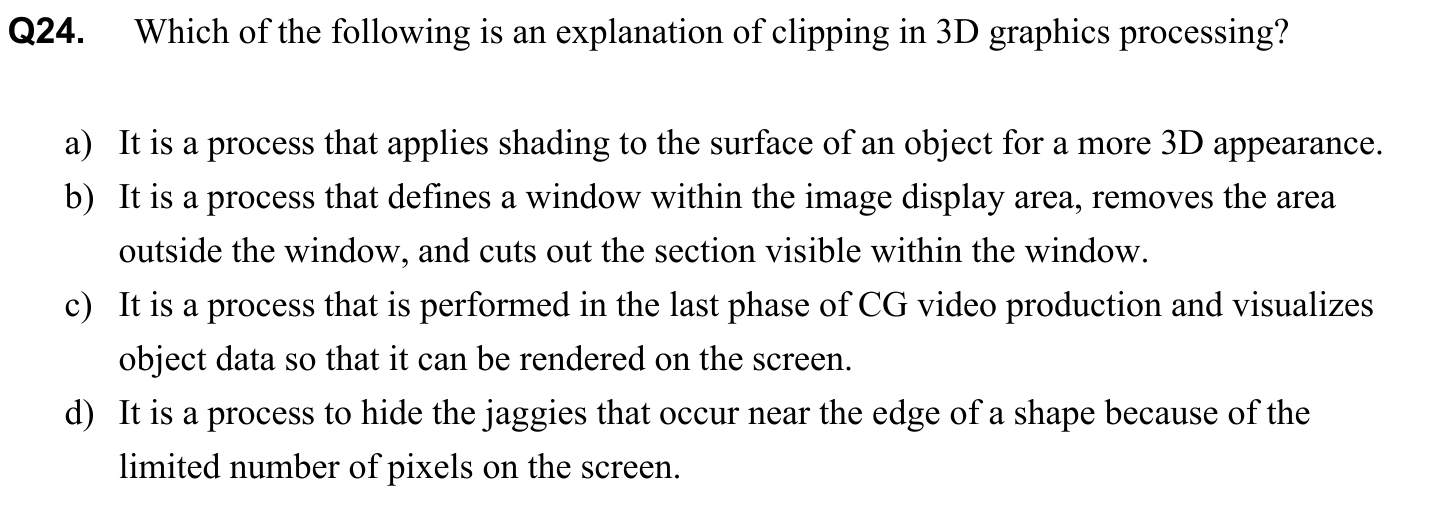 Q24. Which of the following is an explanation of clipping in 3D graphics processing?
a) It is a process that applies shading to the surface of an object for a more 3D appearance.
b) It is a process that defines a window within the image display area, removes the area
outside the window, and cuts out the section visible within the window.
c) It is a process that is performed in the last phase of CG video production and visualizes
object data so that it can be rendered on the screen.
d) It is a process to hide the jaggies that occur near the edge of a shape because of the
limited number of pixels on the screen.